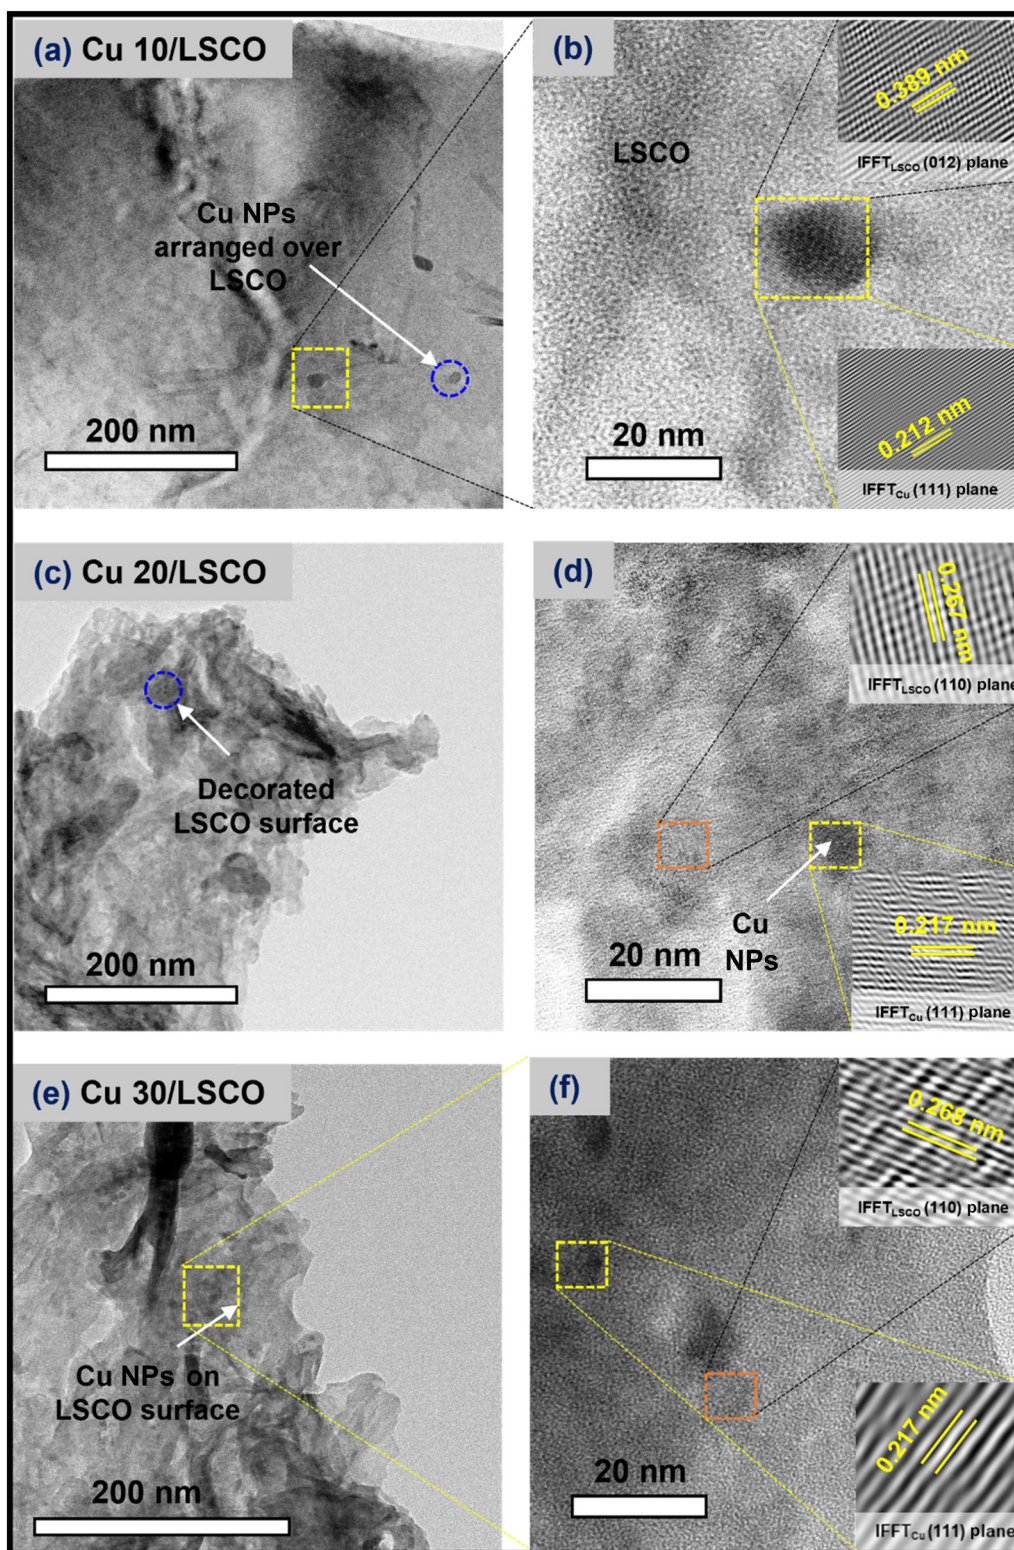 (a) Cu 10/LSCO
Cu NPs
arranged over
LSCO
200 nm
(b)
LSCO
0.389 nm
IFFTLSCO (012) plane
0.212 nm
IFFTCu (111) plane
20 nm
(c) Cu 20/LSCO
Decorated
LSCO surface
200 nm
(d)
0.267 nm
IFFTLSCO (110) plane
Cu
NPs
0.217 nm
IFFTCu (111) plane
20 nm
(e) Cu 30/LSCO
Cu NPs on
LSCO surface
200 nm
(f)
0.268 nm
IFFTLSCO (110) plane
0.217 nm
IFFTCu (111) plane
20 nm